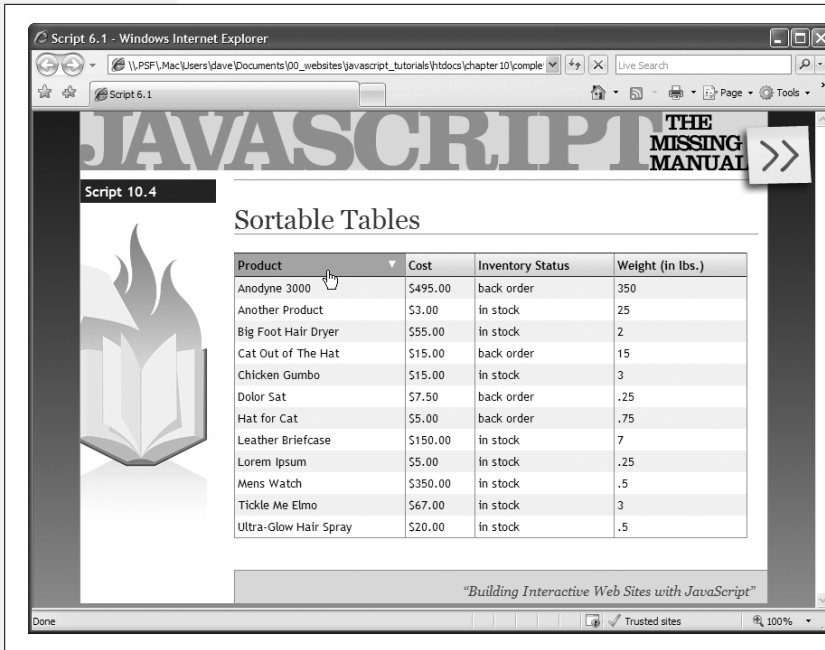 Script 6.1 - Windows Internet Explorer
\\.PSF\.Mac\Users\dave\Documents\00_websites\javascript_tutorials\htdocs\chapter10\comple
Live Search
Script 6.1
Page
Tools
JAVASCRIPT
THE
MISSING
MANUAL
Script 10.4
Sortable Tables
Product Cost Inventory Status Weight (in lbs.)
Anodyne 3000 $495.00 back order 350
Another Product $3.00 in stock 25
Big Foot Hair Dryer $55.00 in stock 2
Cat Out of The Hat $15.00 back order 15
Chicken Gumbo $15.00 in stock 3
Dolor Sat $7.50 back order .25
Hat for Cat $5.00 back order .75
Leather Briefcase $150.00 in stock 7
Lorem Ipsum $5.00 in stock .25
Mens Watch $350.00 in stock .5
Tickle Me Elmo $67.00 in stock 3
Ultra-Glow Hair Spray $20.00 in stock .5
“Building Interactive Web Sites with JavaScript”
Done
Trusted sites
100%